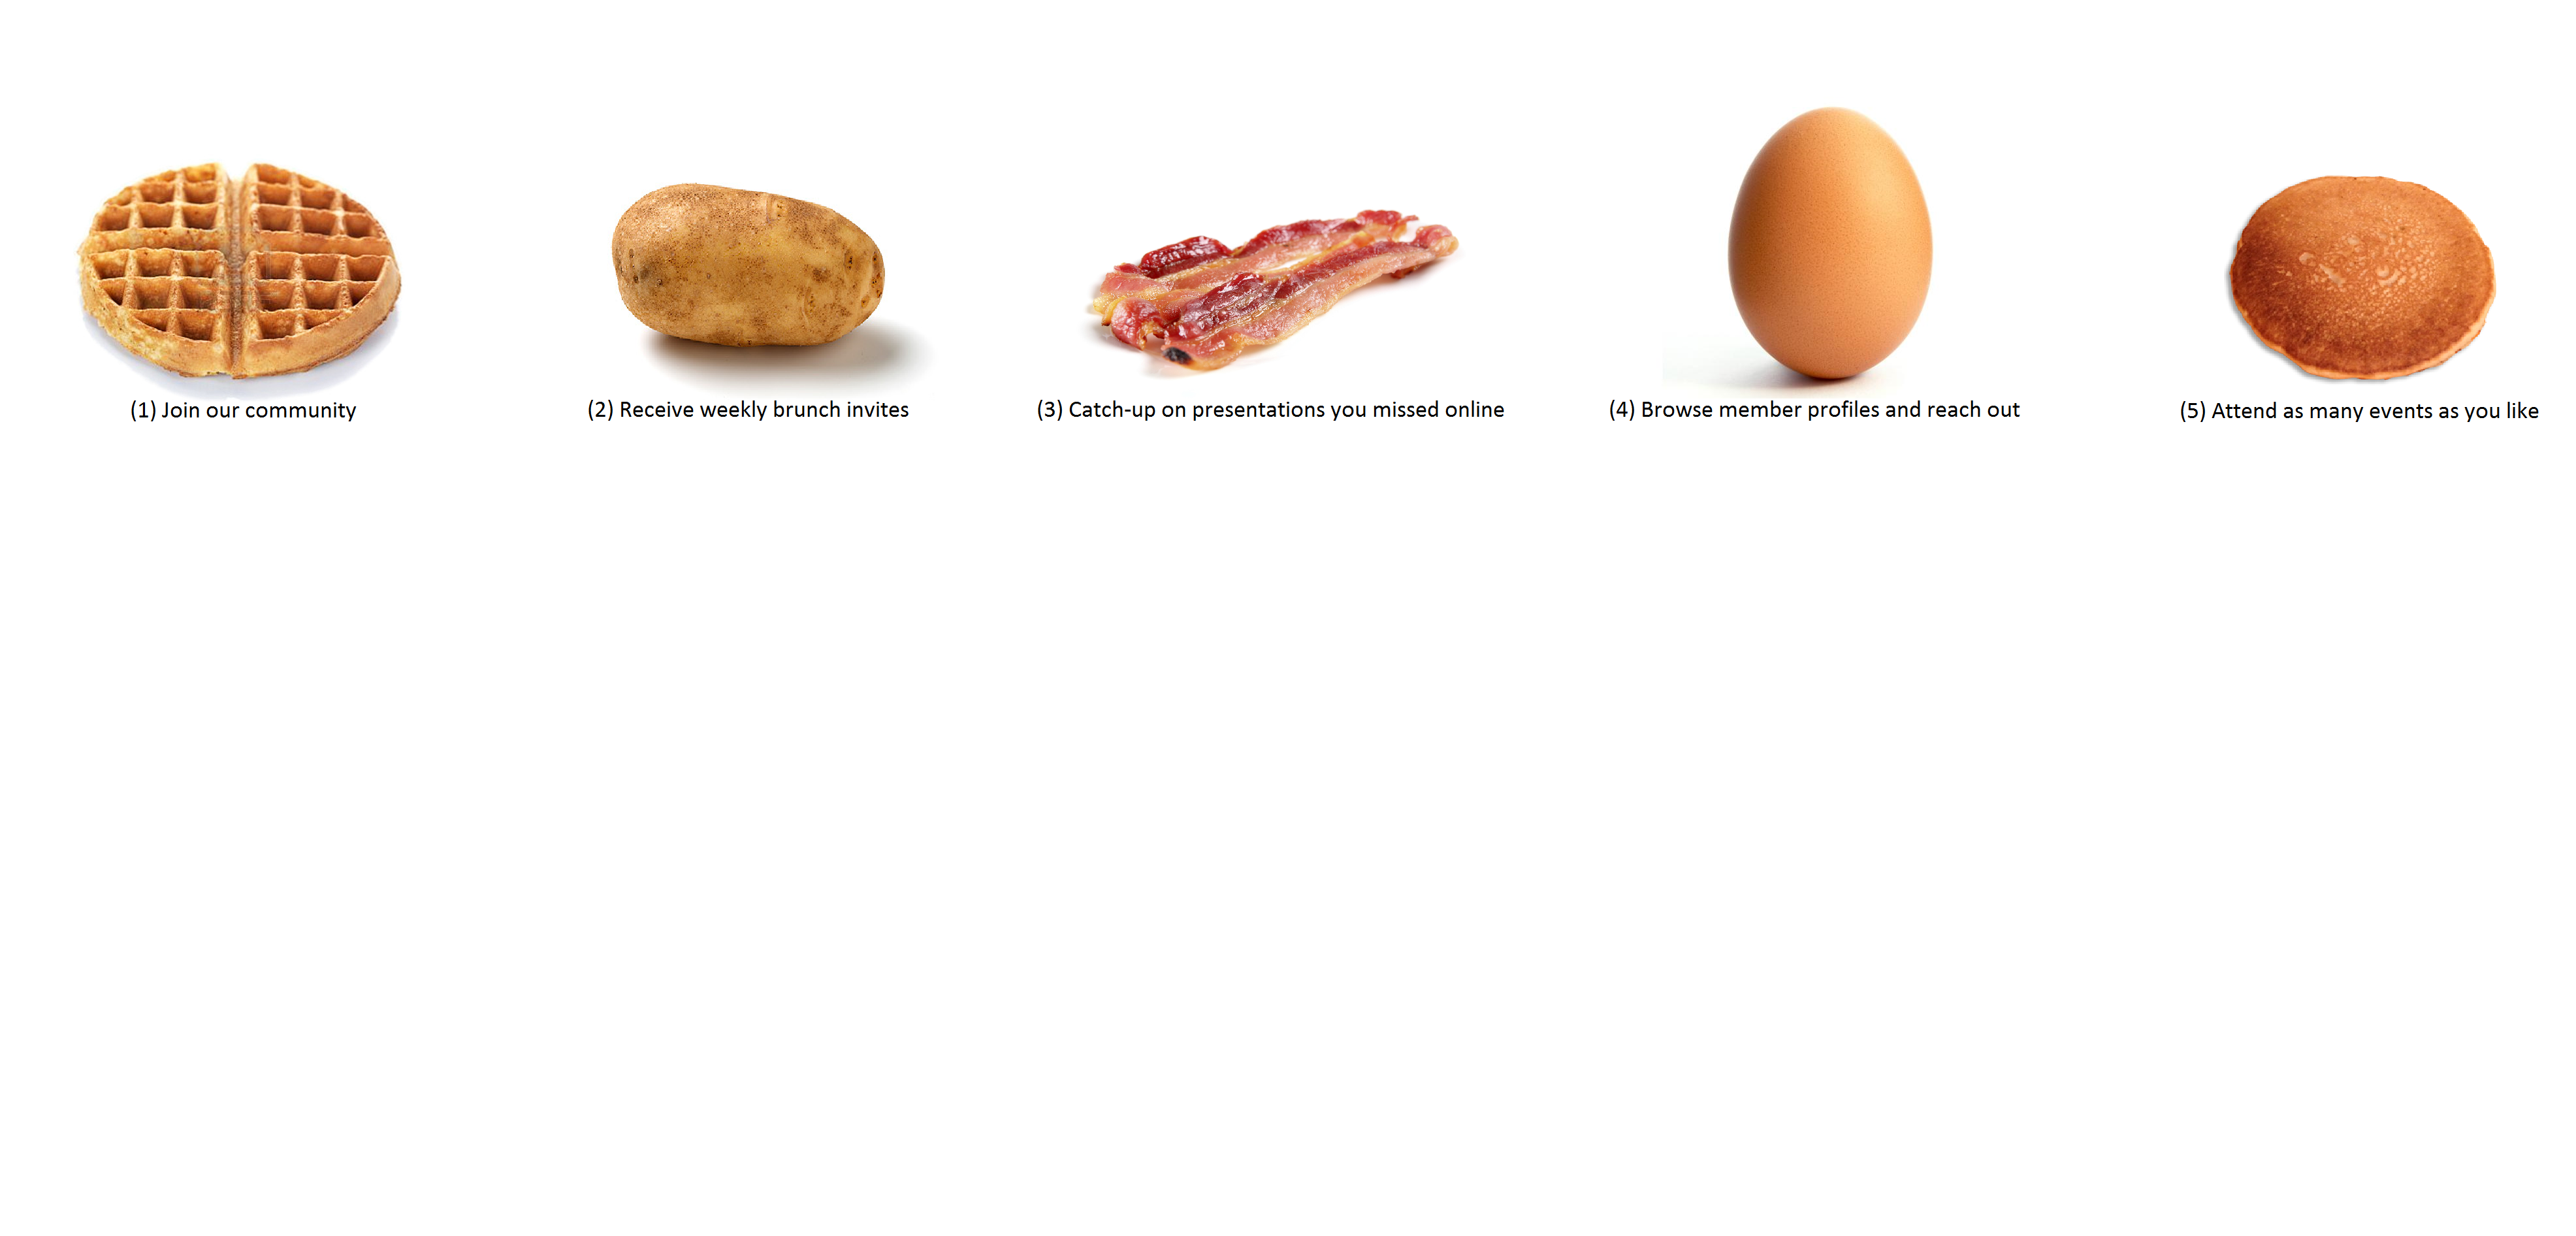 (1) Join our community
(2) Receive weekly brunch invites
(3) Catch-up on presentations you missed online
(4) Browse member profiles and reach out
(5) Attend as many events as you like